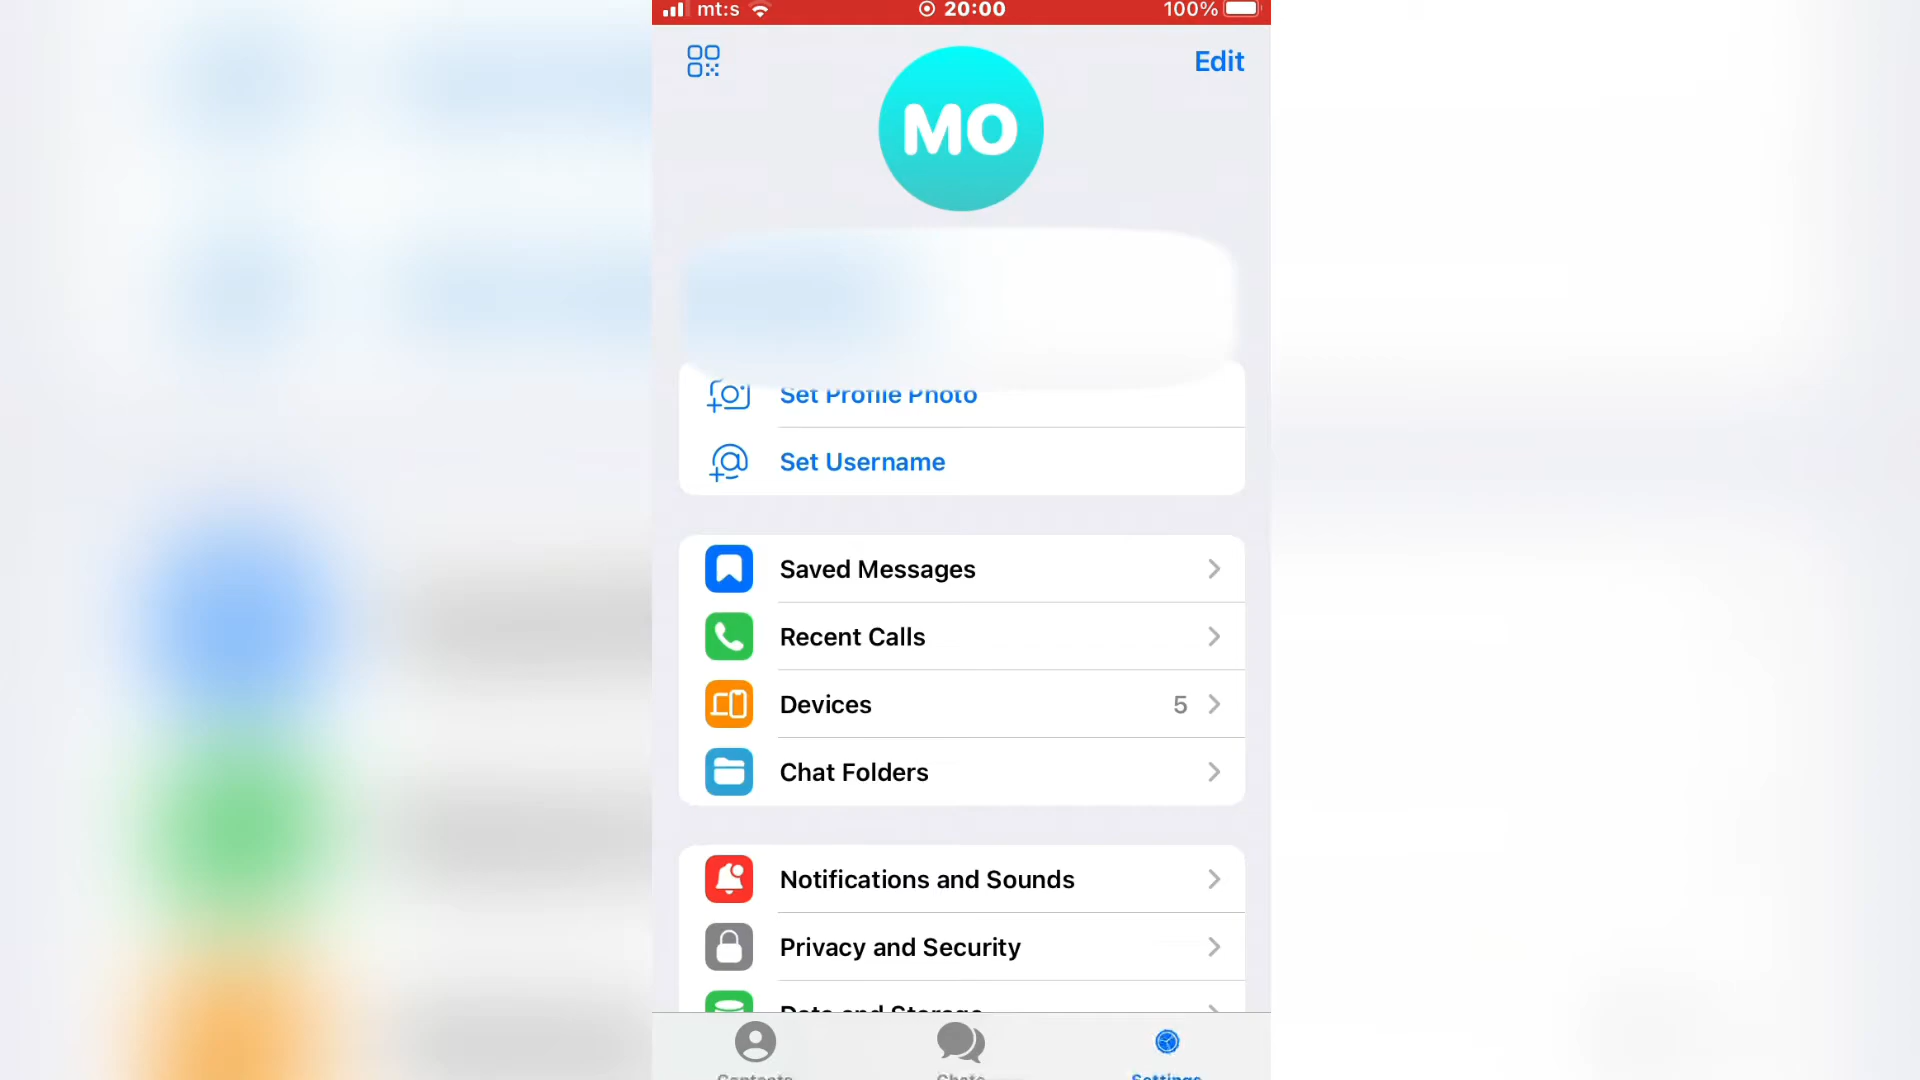 mt:s 20:00 100%
Edit
MO
Set Profile Photo
Set Username
Saved Messages
Recent Calls
Devices 5
Chat Folders
Notifications and Sounds
Privacy and Security
Data and Storage
Contacts Chats Settings